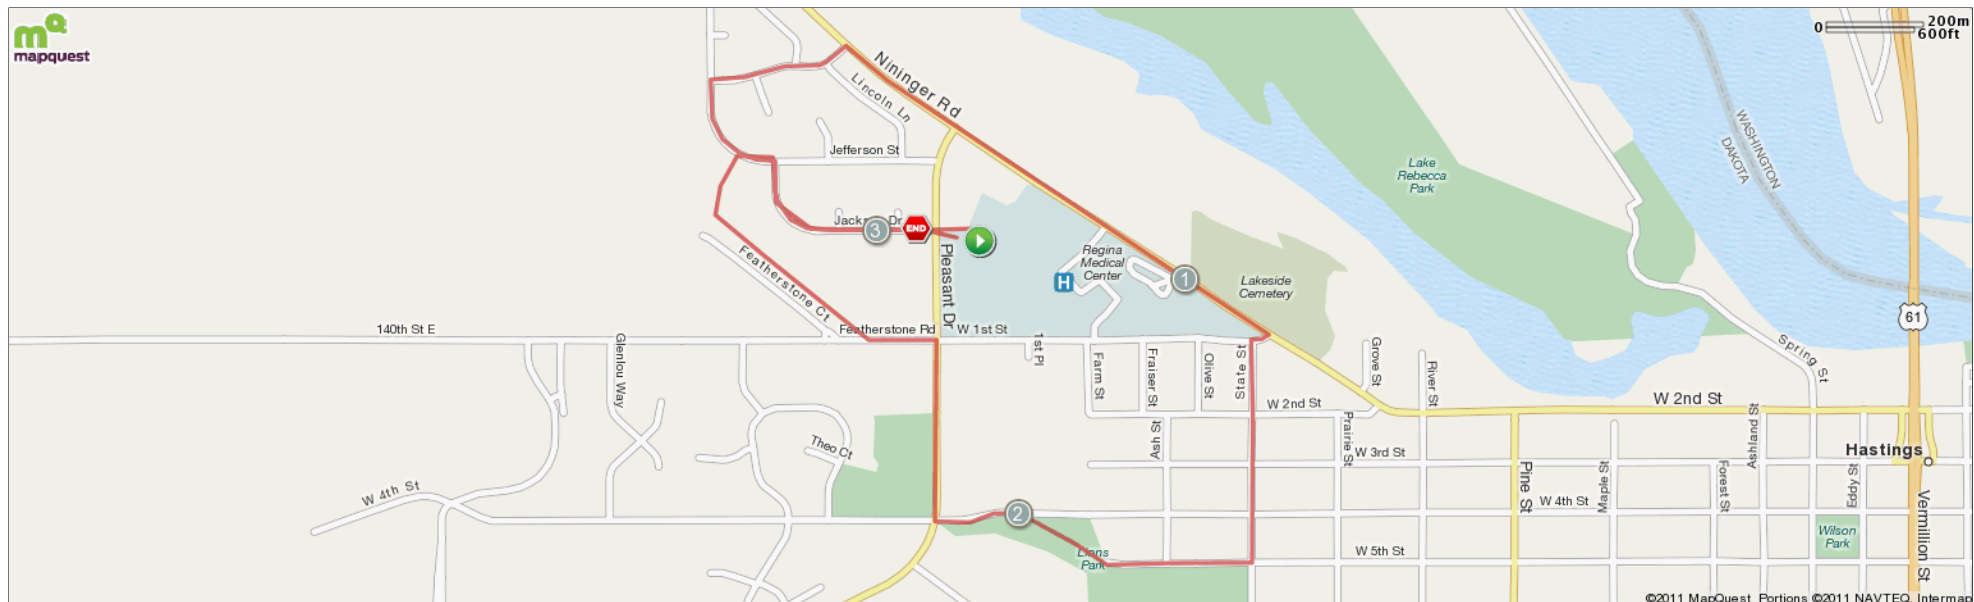 mapquest
0
200m
600ft
Nininger Rd
Lincoln Ln
Jefferson St
Lake
Rebecca
Park
WASHINGTON
DAKOTA
3
END
Pleasant Dr
Regina
Medical
Center
H
1
Lakeside
Cemetery
61
Featherstone Ct
140th St E
Featherstone Rd
W 1st St
1st Pl
Glenlou Way
Farm St
Fraiser St
Olive St
State St
Grove St
River St
Spring St
W 2nd St
W 2nd St
Prairie St
Ash St
Theo Ct
W 3rd St
Ashland St
Hastings
W 4th St
2
Pine St
W 4th St
Maple St
Forest St
Eddy St
Vermillion St
Lions
Park
W 5th St
Wilson
Park
©2011 MapQuest Portions ©2011 NAVTEQ, Intermap